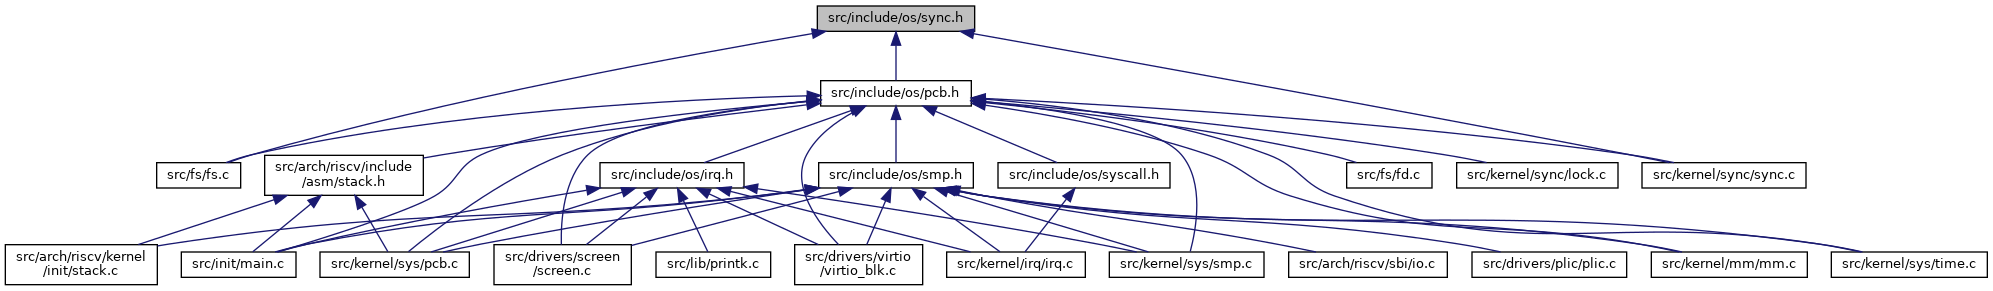 src/include/os/sync.h
src/include/os/pcb.h
src/fs/fs.c
src/arch/riscv/include
/asm/stack.h
src/include/os/irq.h
src/include/os/smp.h
src/include/os/syscall.h
src/fs/fd.c
src/kernel/sync/lock.c
src/kernel/sync/sync.c
src/arch/riscv/kernel
/init/stack.c
src/init/main.c
src/kernel/sys/pcb.c
src/drivers/screen
/screen.c
src/lib/printk.c
src/drivers/virtio
/virtio_blk.c
src/kernel/irq/irq.c
src/kernel/sys/smp.c
src/arch/riscv/sbi/io.c
src/drivers/plic/plic.c
src/kernel/mm/mm.c
src/kernel/sys/time.c